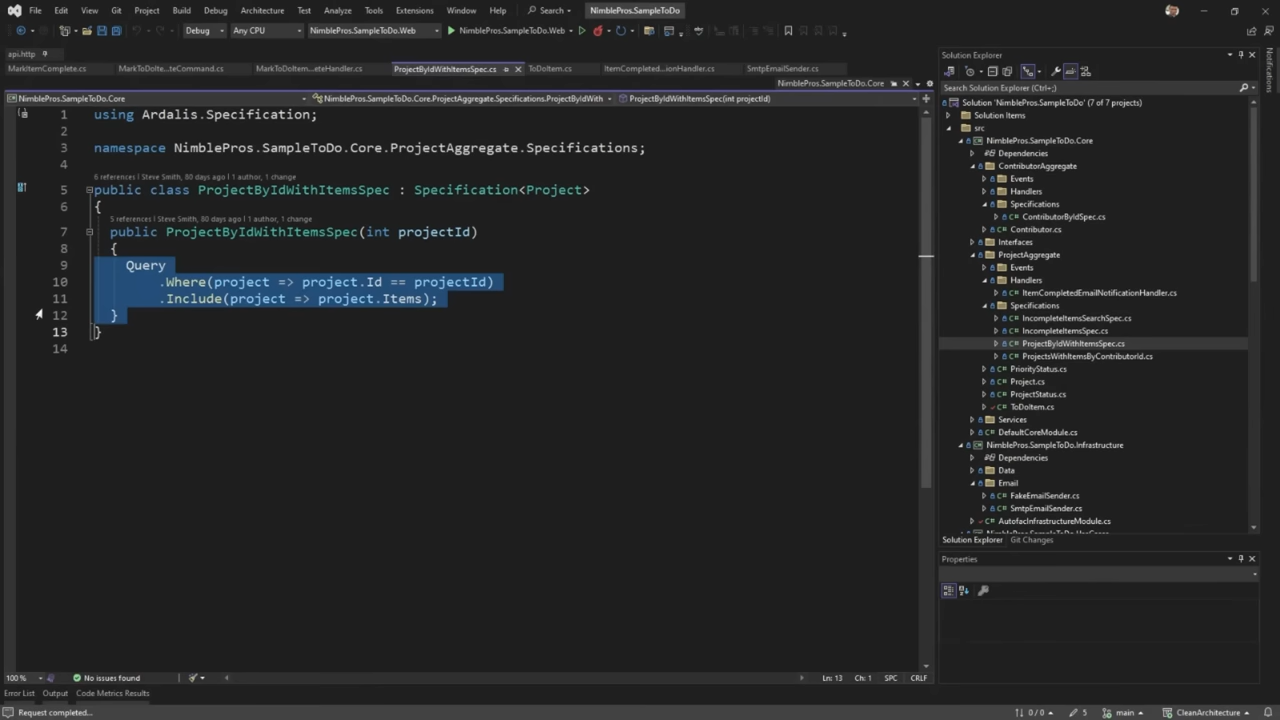 File Edit View Git Project Build Debug Architecture Test Analyze Tools Extensions Window Help Search NimblePros.SampleToDo
Debug Any CPU NimblePros.SampleToDo.Web NimblePros.SampleToDo.Web
api.http
MarkItemComplete.cs MarkToDoIte...teCommand.cs MarkToDoItem...eteHandler.cs ProjectByIdWithItemsSpec.cs ToDoItem.cs ItemCompleted...ionHandler.cs SmtpEmailSender.cs
NimblePros.SampleToDo.Core
NimblePros.SampleToDo.Core NimblePros.SampleToDo.Core.ProjectAggregate.Specifications.ProjectByIdWith ProjectByIdWithItemsSpec(int projectId)
1 using Ardalis.Specification;
2
3 namespace NimblePros.SampleToDo.Core.ProjectAggregate.Specifications;
4
6 references | Steve Smith, 80 days ago | 1 author, 1 change
5 public class ProjectByIdWithItemsSpec : Specification<Project>
6 {
5 references | Steve Smith, 80 days ago | 1 author, 1 change
7 public ProjectByIdWithItemsSpec(int projectId)
8 {
9 Query
10 .Where(project => project.Id == projectId)
11 .Include(project => project.Items);
12 }
13 }
14
100 % No issues found Ln: 13 Ch: 1 SPC CRLF
Error List Output Code Metrics Results
Solution Explorer
Search Solution Explorer (Ctrl+;)
Solution 'NimblePros.SampleToDo' (7 of 7 projects)
Solution Items
src
NimblePros.SampleToDo.Core
Dependencies
ContributorAggregate
Events
Handlers
Specifications
ContributorByIdSpec.cs
Contributor.cs
Interfaces
ProjectAggregate
Events
Handlers
ItemCompletedEmailNotificationHandler.cs
Specifications
IncompleteItemsSearchSpec.cs
IncompleteItemsSpec.cs
ProjectByIdWithItemsSpec.cs
ProjectsWithItemsByContributorId.cs
PriorityStatus.cs
Project.cs
ProjectStatus.cs
ToDoItem.cs
Services
DefaultCoreModule.cs
NimblePros.SampleToDo.Infrastructure
Dependencies
Data
Email
FakeEmailSender.cs
SmtpEmailSender.cs
AutofacInfrastructureModule.cs
Solution Explorer Git Changes
Properties
Notifications
Request completed... 0 / 0 5 main CleanArchitecture